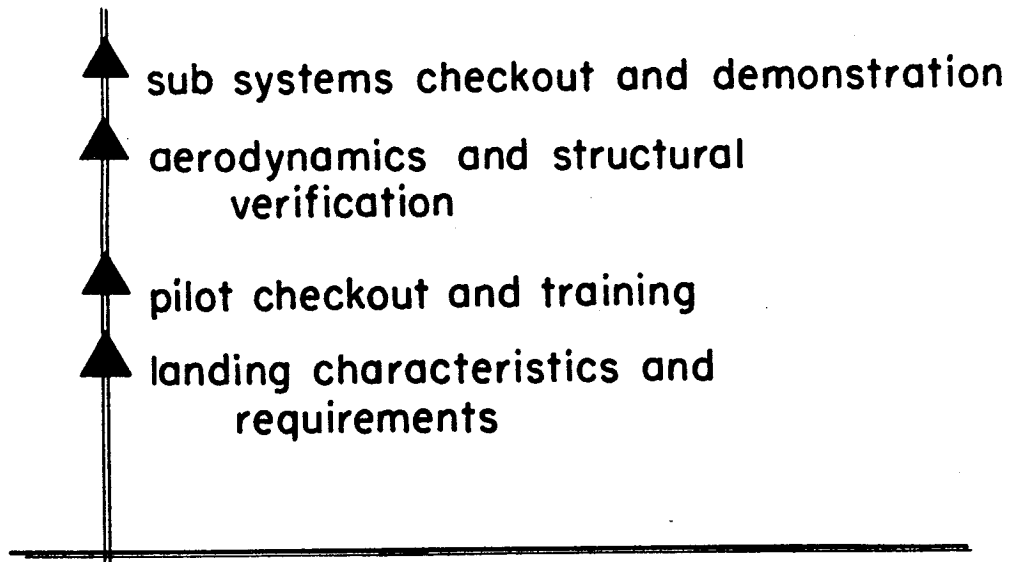 sub systems checkout and demonstration
aerodynamics and structural
verification
pilot checkout and training
landing characteristics and
requirements